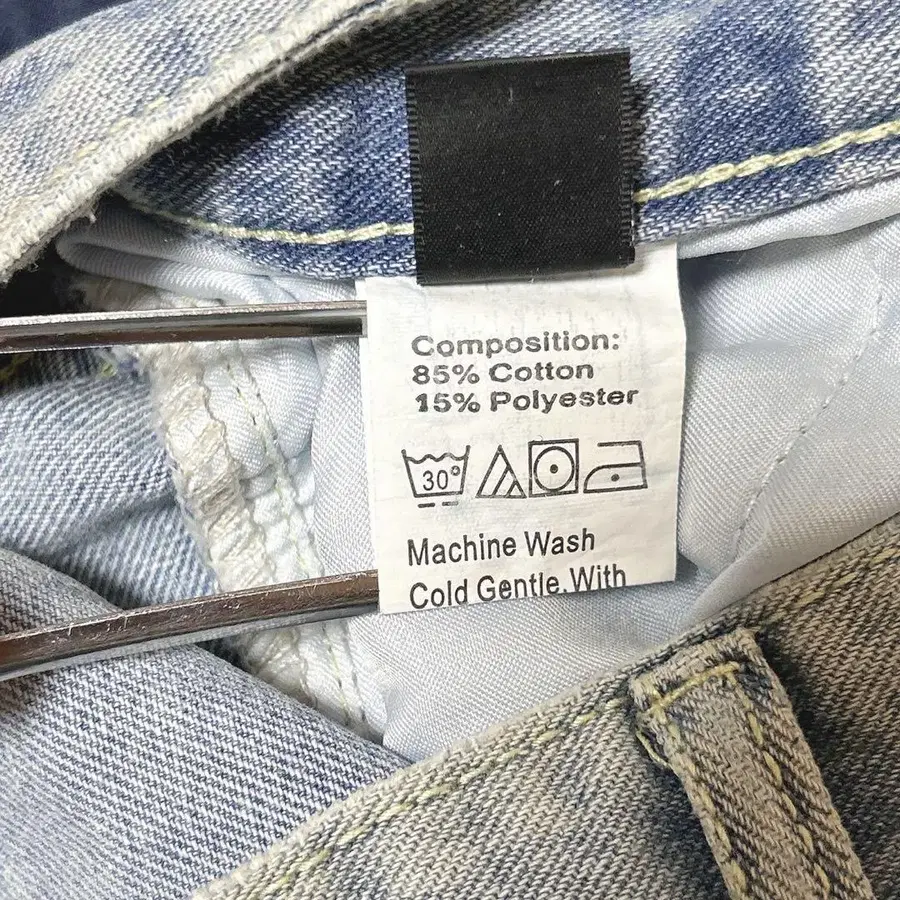 Composition:
85% Cotton
15% Polyester
30°
Machine Wash
Cold Gentle, With